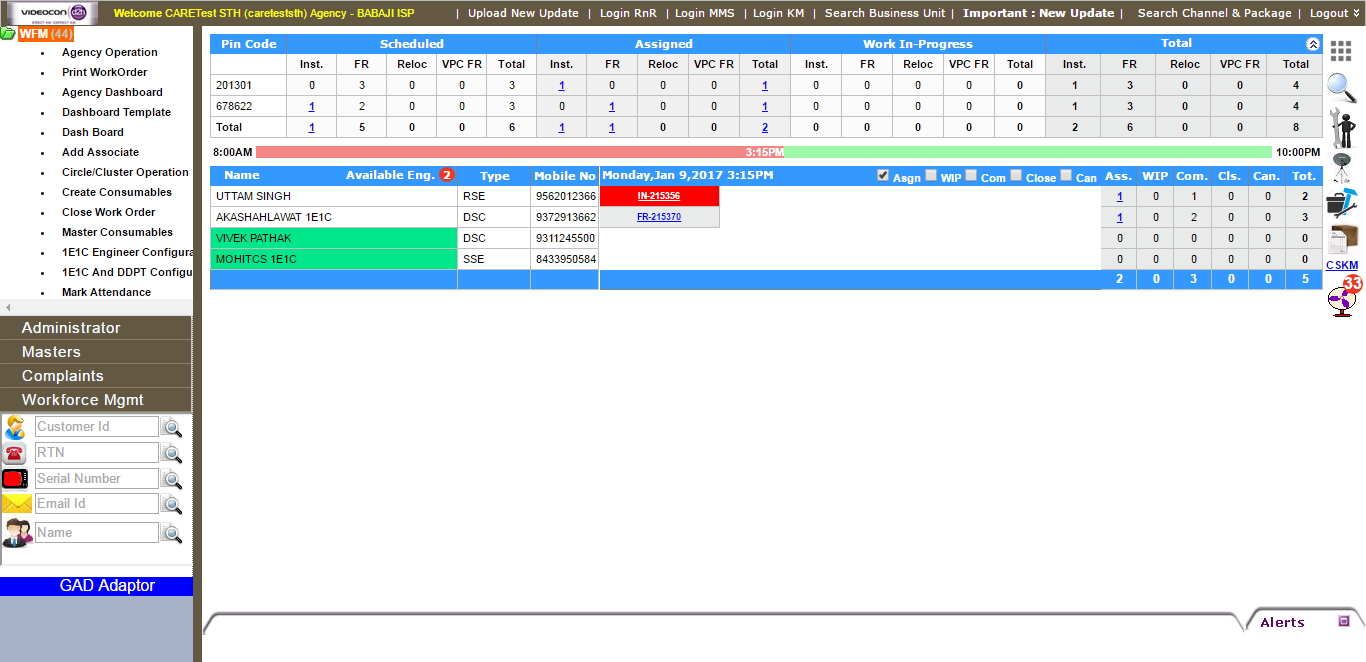 VIDEOCON d2h Welcome CARETest STH (careteststh) Agency - BABAJI ISP | Upload New Update | Login RnR | Login MMS | Login KM | Search Business Unit | Important : New Update | Search Channel & Package | Logout
DIRECT HAI CORRECT HAI
WFM (44)
Agency Operation
Print WorkOrder
Agency Dashboard
Dashboard Template
Dash Board
Add Associate
Circle/Cluster Operation
Create Consumables
Close Work Order
Master Consumables
1E1C Engineer Configura
1E1C And DDPT Configu
Mark Attendance
Administrator
Masters
Complaints
Workforce Mgmt
Customer Id
RTN
Serial Number
Email Id
Name
GAD Adaptor
Pin Code Scheduled Assigned Work In-Progress Total
Inst. FR Reloc VPC FR Total Inst. FR Reloc VPC FR Total Inst. FR Reloc VPC FR Total Inst. FR Reloc VPC FR Total
201301 0 3 0 0 3 1 0 0 0 1 0 0 0 0 0 1 3 0 0 4
678622 1 2 0 0 3 0 1 0 0 1 0 0 0 0 0 1 3 0 0 4
Total 1 5 0 0 6 1 1 0 0 2 0 0 0 0 0 2 6 0 0 8
8:00AM 3:15PM 10:00PM
Name Available Eng. 2 Type Mobile No Monday,Jan 9,2017 3:15PM Asgn WIP Com Close Can Ass. WIP Com. Cls. Can. Tot.
UTTAM SINGH RSE 9562012366 IN-215356 1 0 1 0 0 2
AKASHAHLAWAT 1E1C DSC 9372913662 FR-215370 1 0 2 0 0 3
VIVEK PATHAK DSC 9311245500 0 0 0 0 0 0
MOHITCS 1E1C SSE 8433950584 0 0 0 0 0 0
2 0 3 0 0 5
CSKM
33
Alerts